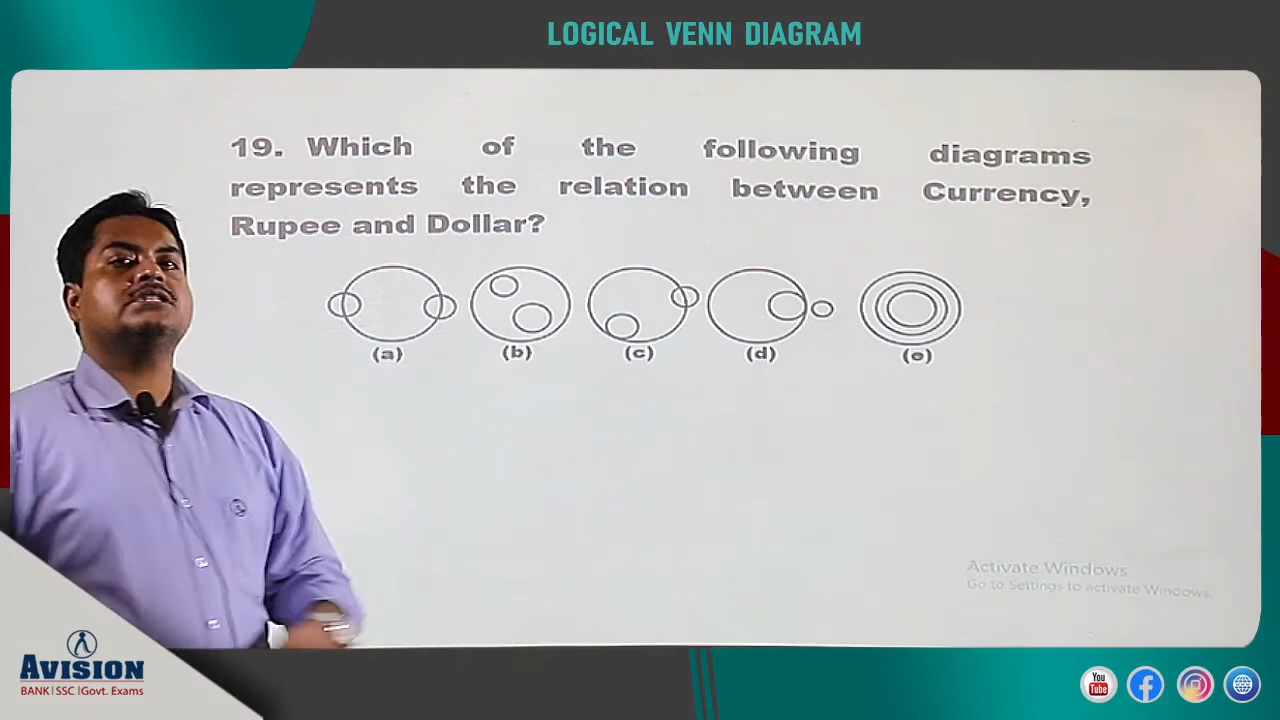 LOGICAL VENN DIAGRAM
19. Which of the following diagrams
represents the relation between Currency,
Rupee and Dollar?
(a) (b) (c) (d) (e)
Activate Windows
Go to Settings to activate Windows.
AVISION
BANK|SSC|Govt. Exams
You
Tube